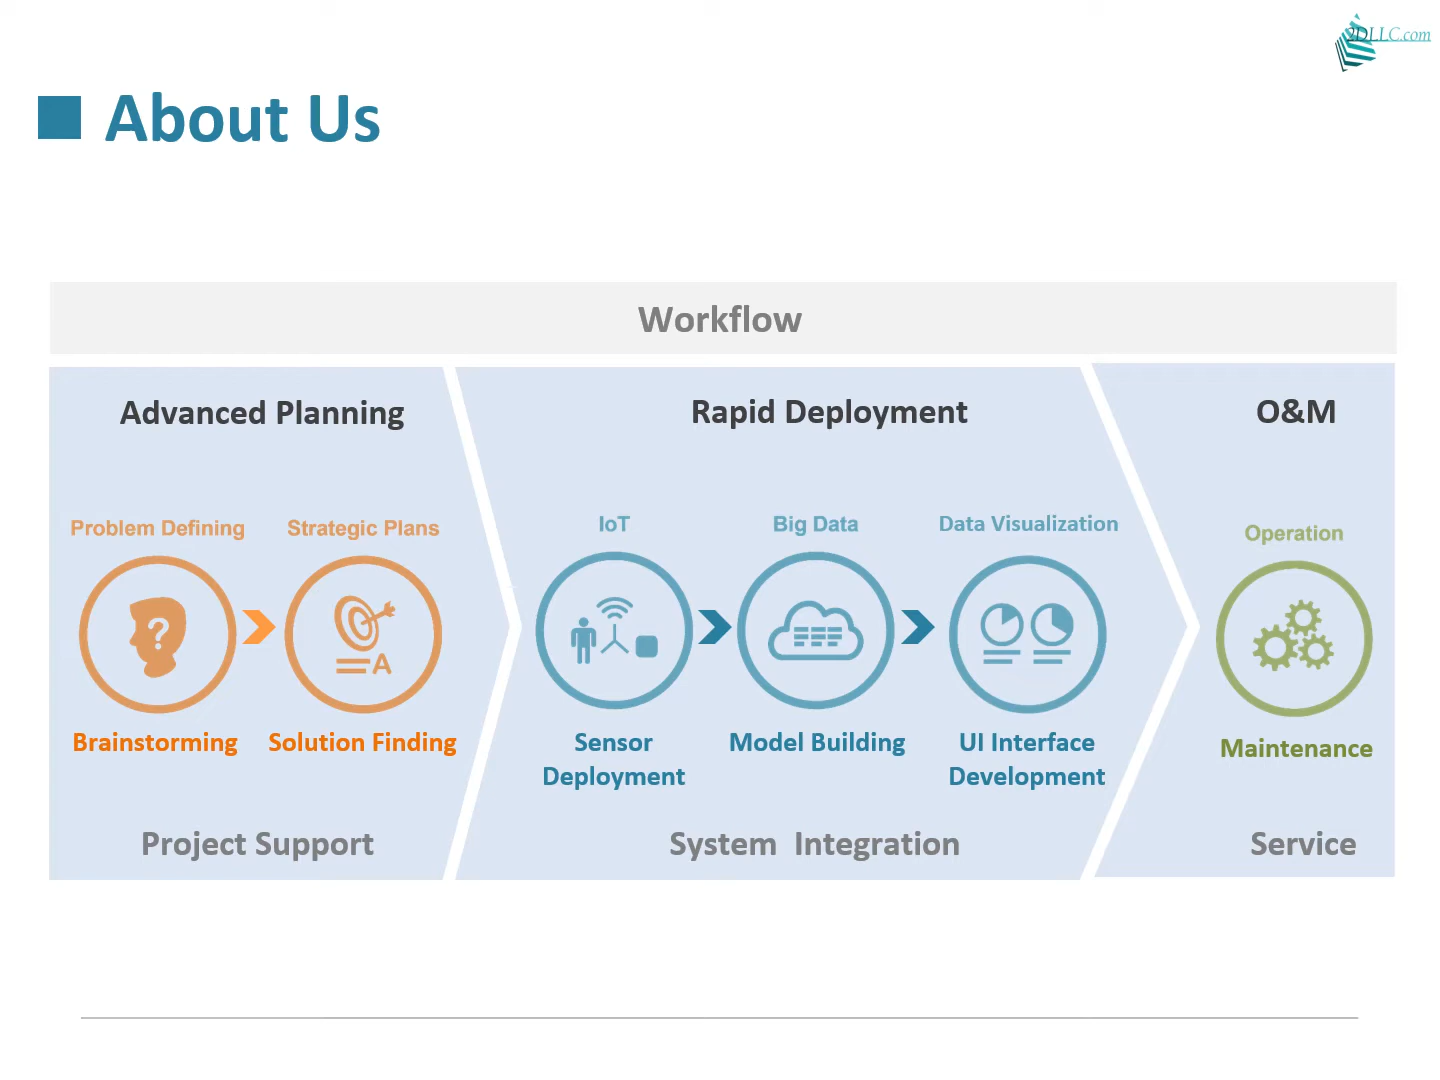 2DLLC.com
About Us
Workflow
Advanced Planning
Rapid Deployment
O&M
Problem Defining
Strategic Plans
IoT
Big Data
Data Visualization
Operation
?
A
Brainstorming
Solution Finding
Sensor
Deployment
Model Building
UI Interface
Development
Maintenance
Project Support
System Integration
Service